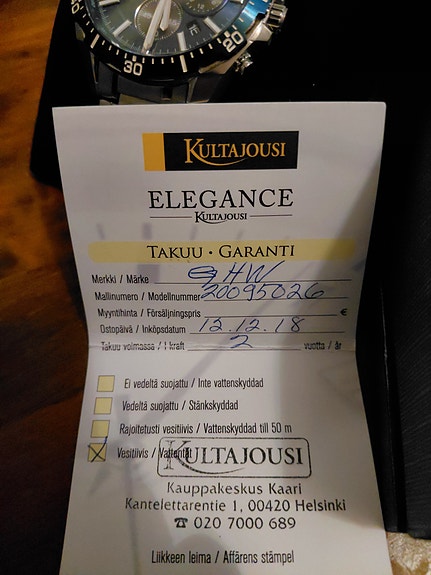 30
20
KULTAJOUSI
ELEGANCE
KULTAJOUSI
TAKUU · GARANTI
Merkki / Märke HW
Mallinumero / Modellnummer 20095026
Myyntihinta / Försäljningspris €
Ostopäivä / Inköpsdatum 12.12.18
Takuu voimassa / I kraft 2 vuotta / år
Ei vedeltä suojattu / Inte vattenskyddad
Vedeltä suojattu / Stänkskyddad
Rajoitetusti vesitiivis / Vattenskyddad till 50 m
Vesitiivis / Vattentät
KULTAJOUSI
Kauppakeskus Kaari
Kantelettarentie 1, 00420 Helsinki
☎ 020 7000 689
Liikkeen leima / Affärens stämpel